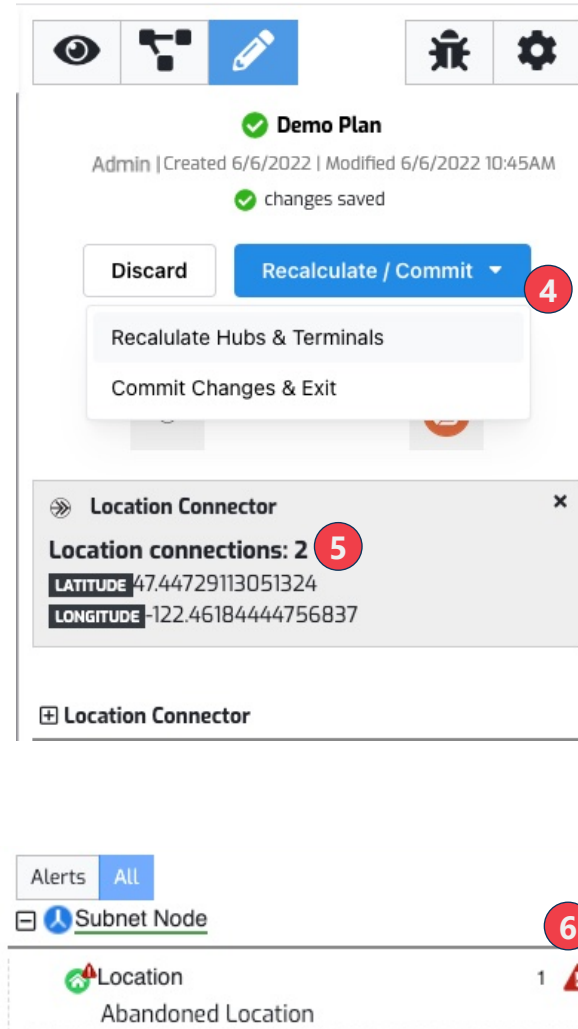 Demo Plan
Admin | Created 6/6/2022 | Modified 6/6/2022 10:45AM
changes saved
Discard
Recalculate / Commit
4
Recalulate Hubs & Terminals
Commit Changes & Exit
Location Connector
×
Location connections: 2
5
LATITUDE 47.44729113051324
LONGITUDE -122.46184444756837
Location Connector
Alerts All
Subnet Node
6
Location 1
Abandoned Location